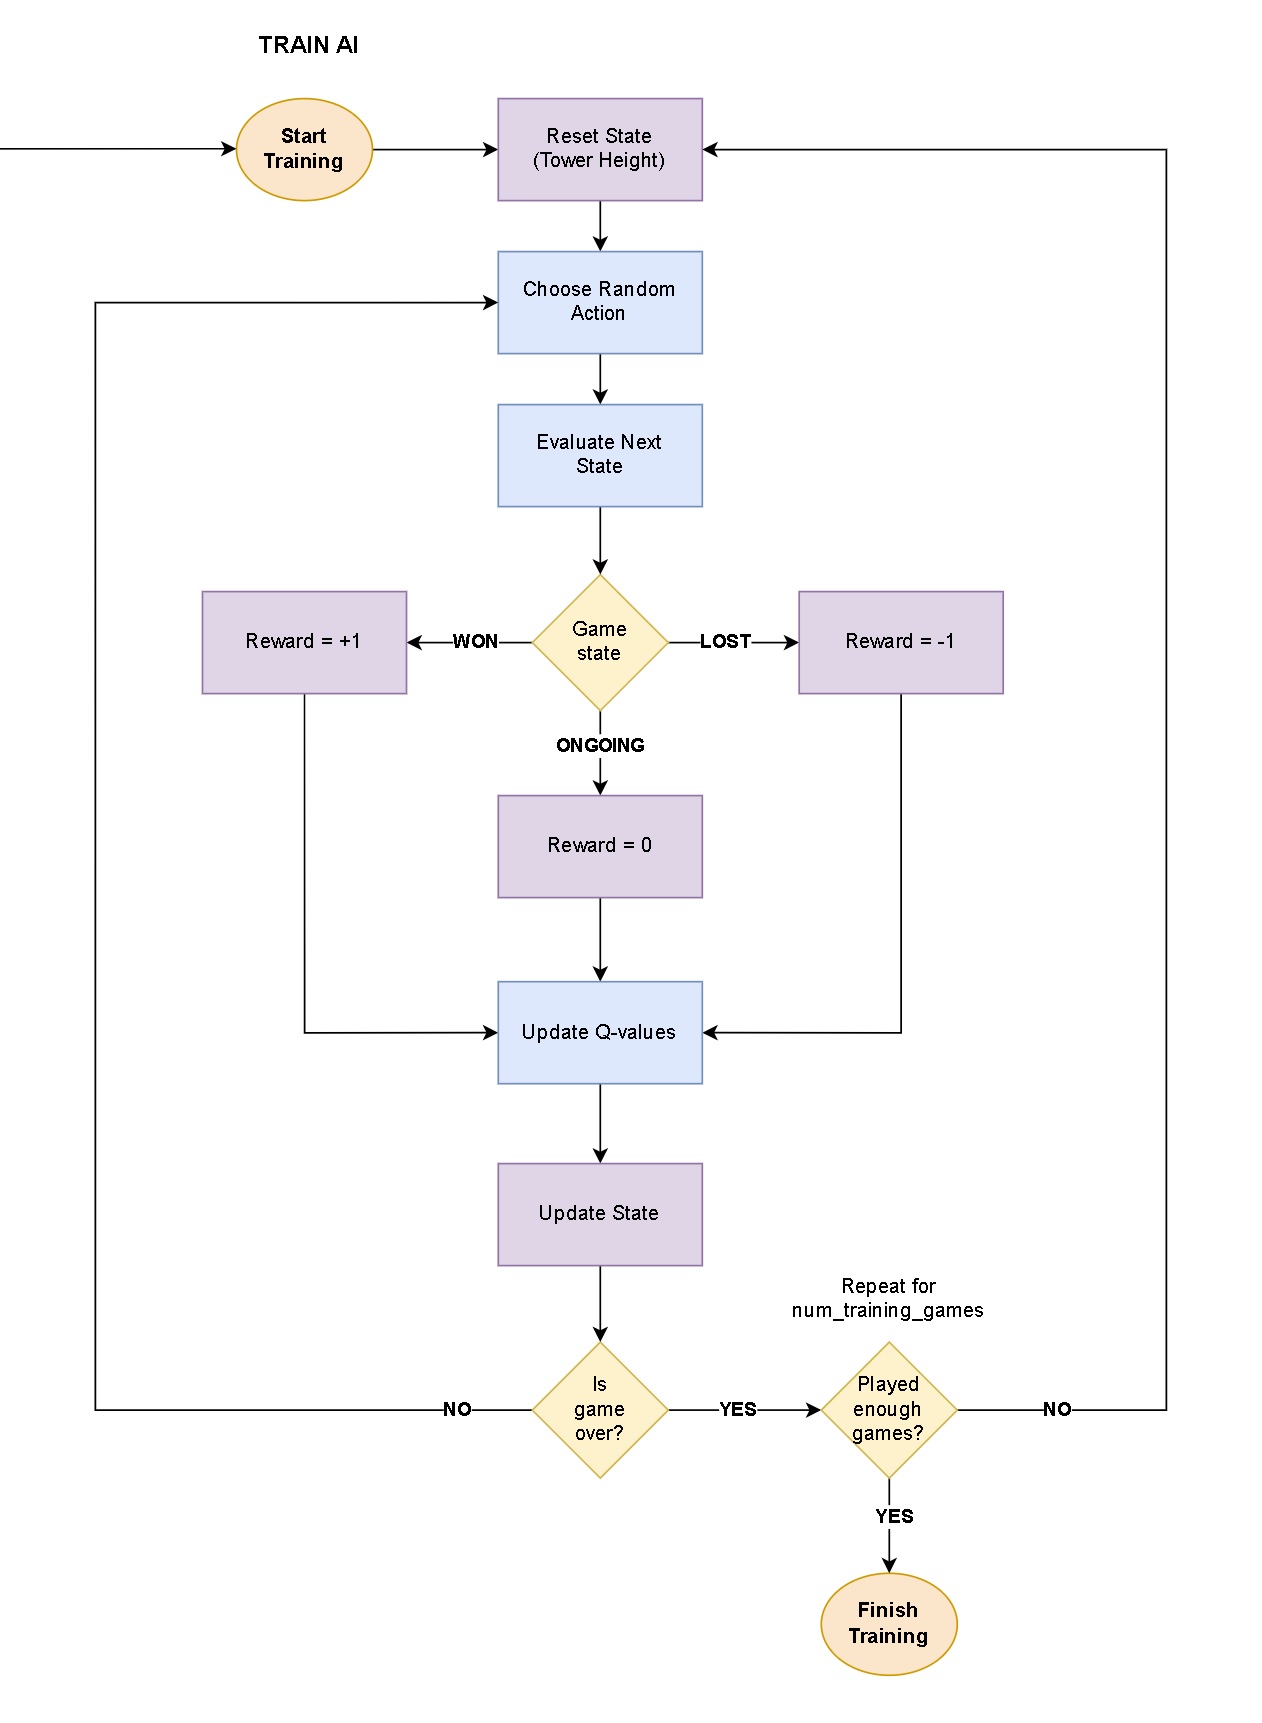 TRAIN AI
Start
Training
Reset State
(Tower Height)
Choose Random
Action
Evaluate Next
State
Game
state
WON
LOST
Reward = +1
Reward = -1
ONGOING
Reward = 0
Update Q-values
Update State
Repeat for
num_training_games
Is
game
over?
NO
YES
Played
enough
games?
NO
YES
Finish
Training